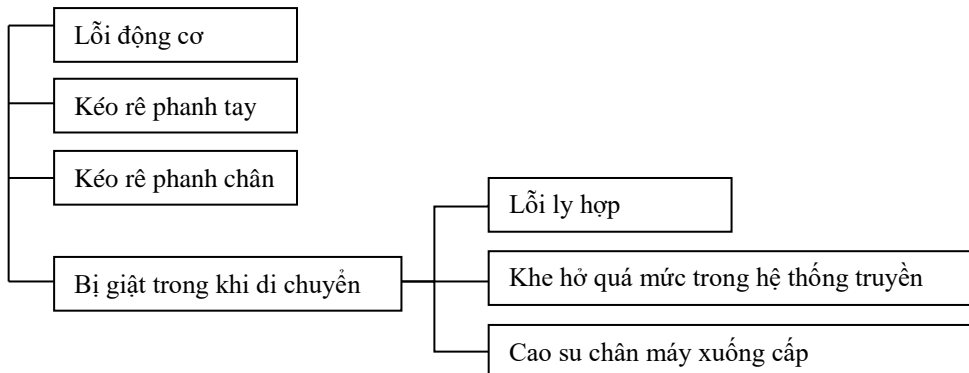 Lỗi động cơ
Kéo rê phanh tay
Kéo rê phanh chân
Bị giật trong khi di chuyển
Lỗi ly hợp
Khe hở quá mức trong hệ thống truyền
Cao su chân máy xuống cấp